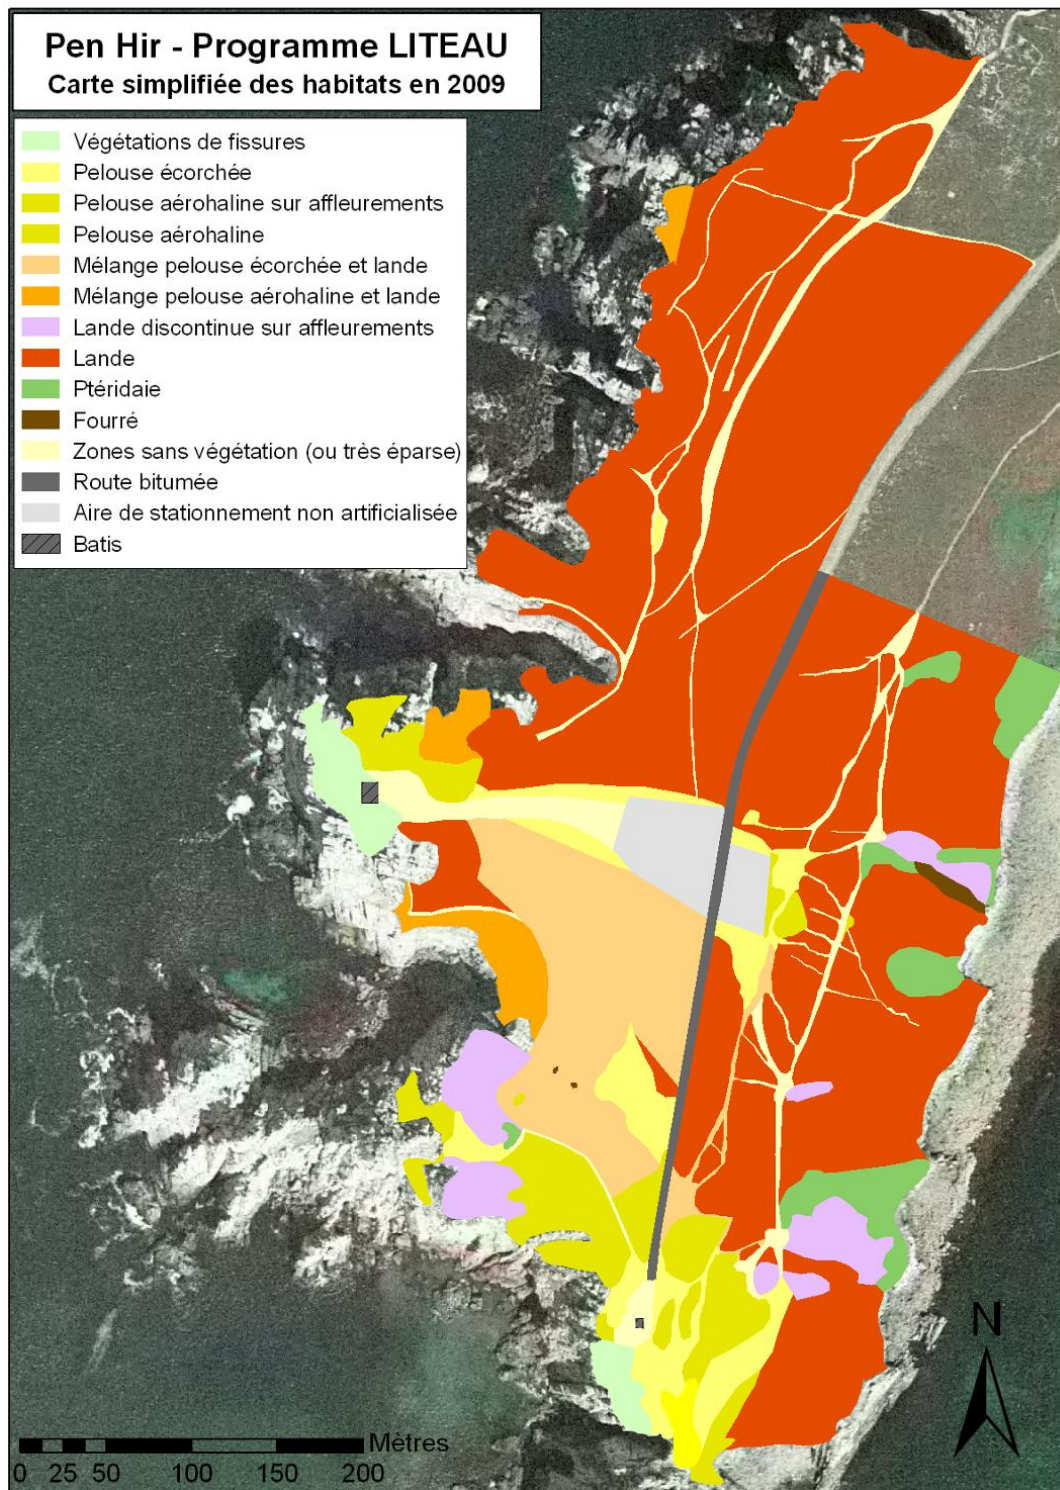 Pen Hir - Programme LITEAU
Carte simplifiée des habitats en 2009
Végétations de fissures
Pelouse écorchée
Pelouse aérohaline sur affleurements
Pelouse aérohaline
Mélange pelouse écorchée et lande
Mélange pelouse aérohaline et lande
Lande discontinue sur affleurements
Lande
Ptéridaie
Fourré
Zones sans végétation (ou très éparse)
Route bitumée
Aire de stationnement non artificialisée
Batis
N
Mètres
0 25 50 100 150 200